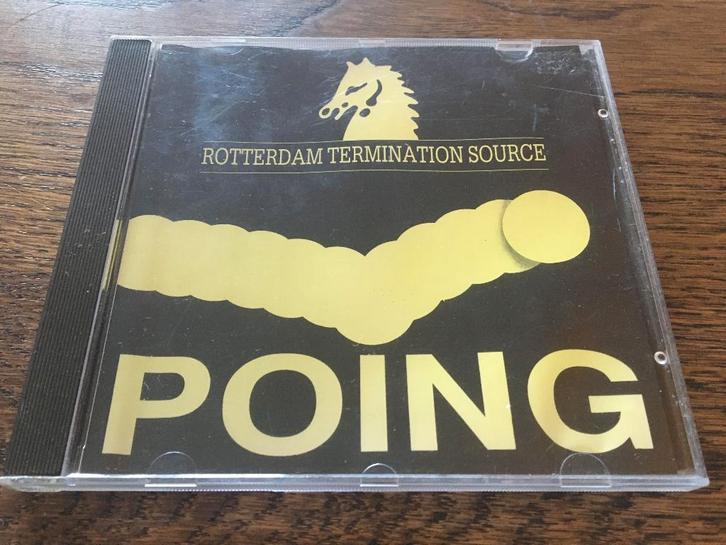 ROTTERDAM TERMINATION SOURCE
POING